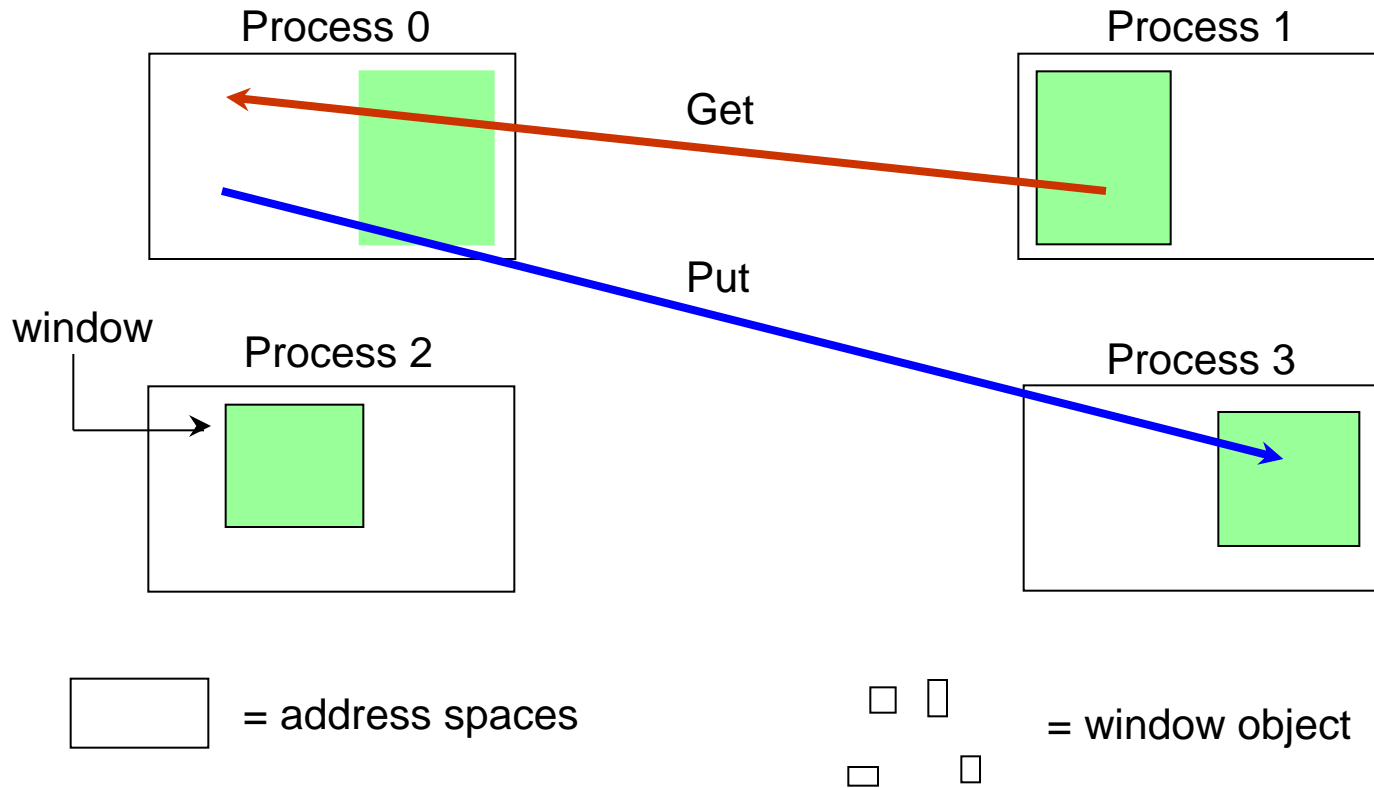 Process 0
Process 1
Get
Put
window
Process 2
Process 3
= address spaces
= window object